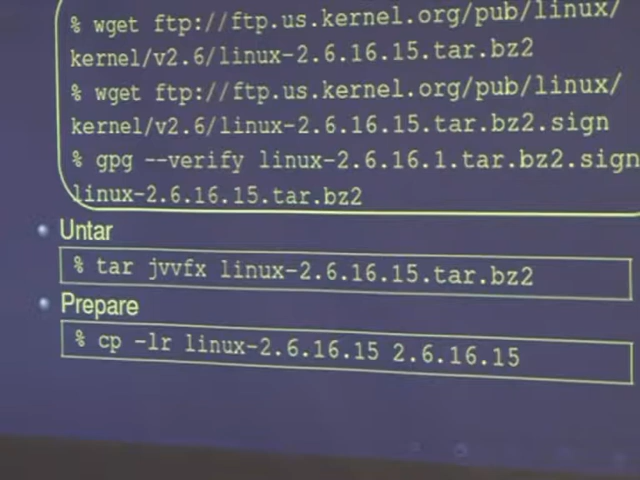 % wget ftp://ftp.us.kernel.org/pub/linux/
kernel/v2.6/linux-2.6.16.15.tar.bz2
% wget ftp://ftp.us.kernel.org/pub/linux/
kernel/v2.6/linux-2.6.16.15.tar.bz2.sign
% gpg --verify linux-2.6.16.1.tar.bz2.sign
linux-2.6.16.15.tar.bz2
Untar
% tar jvvfx linux-2.6.16.15.tar.bz2
Prepare
% cp -lr linux-2.6.16.15 2.6.16.15